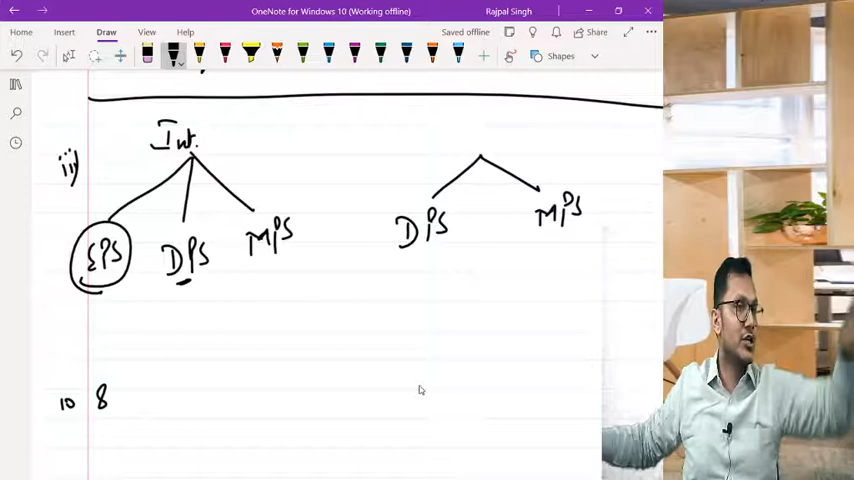 OneNote for Windows 10 (Working offline)
Rajpal Singh
Home Insert Draw View Help Saved offline Share
Shapes
iii) Int.
EPS DPS MPS DPS MPS
10 8